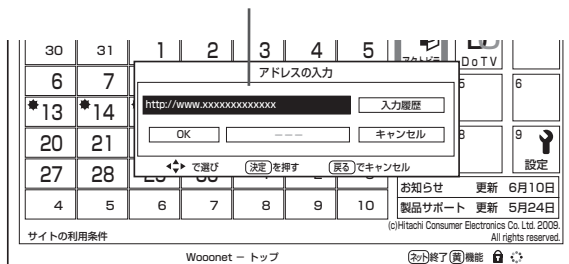 30 31 1 2 3 4 5 DoTV
アドレスの入力
6 7 5 6
http://www.xxxxxxxxxxxxx 入力履歴
13 14
OK --- キャンセル
20 21 8 9
で選び 決定を押す 戻るでキャンセル 設定
27 28
お知らせ 更新 6月10日
4 5 6 7 8 9 10 製品サポート 更新 5月24日
(c)Hitachi Consumer Electronics Co. Ltd. 2009.
サイトの利用条件 All rights reserved.
Wooonet － トップ ネット終了 黄機能